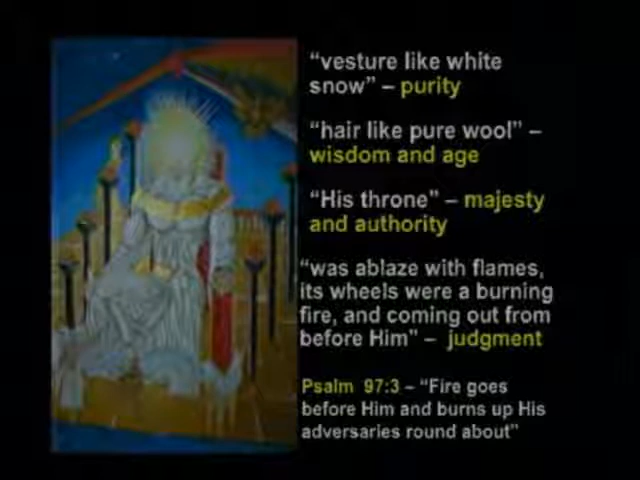 “vesture like white
snow” – purity
“hair like pure wool” –
wisdom and age
“His throne” – majesty
and authority
“was ablaze with flames,
its wheels were a burning
fire, and coming out from
before Him” – judgment
Psalm 97:3 – “Fire goes
before Him and burns up His
adversaries round about”